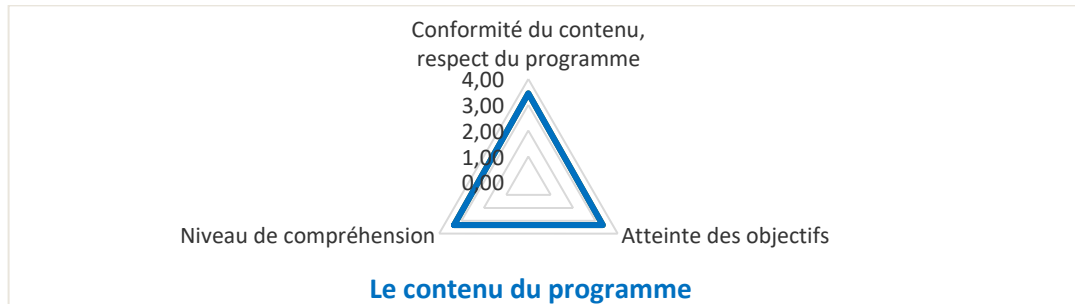 Conformité du contenu,
respect du programme
4,00
3,00
2,00
1,00
0,00
Niveau de compréhension
Atteinte des objectifs
Le contenu du programme